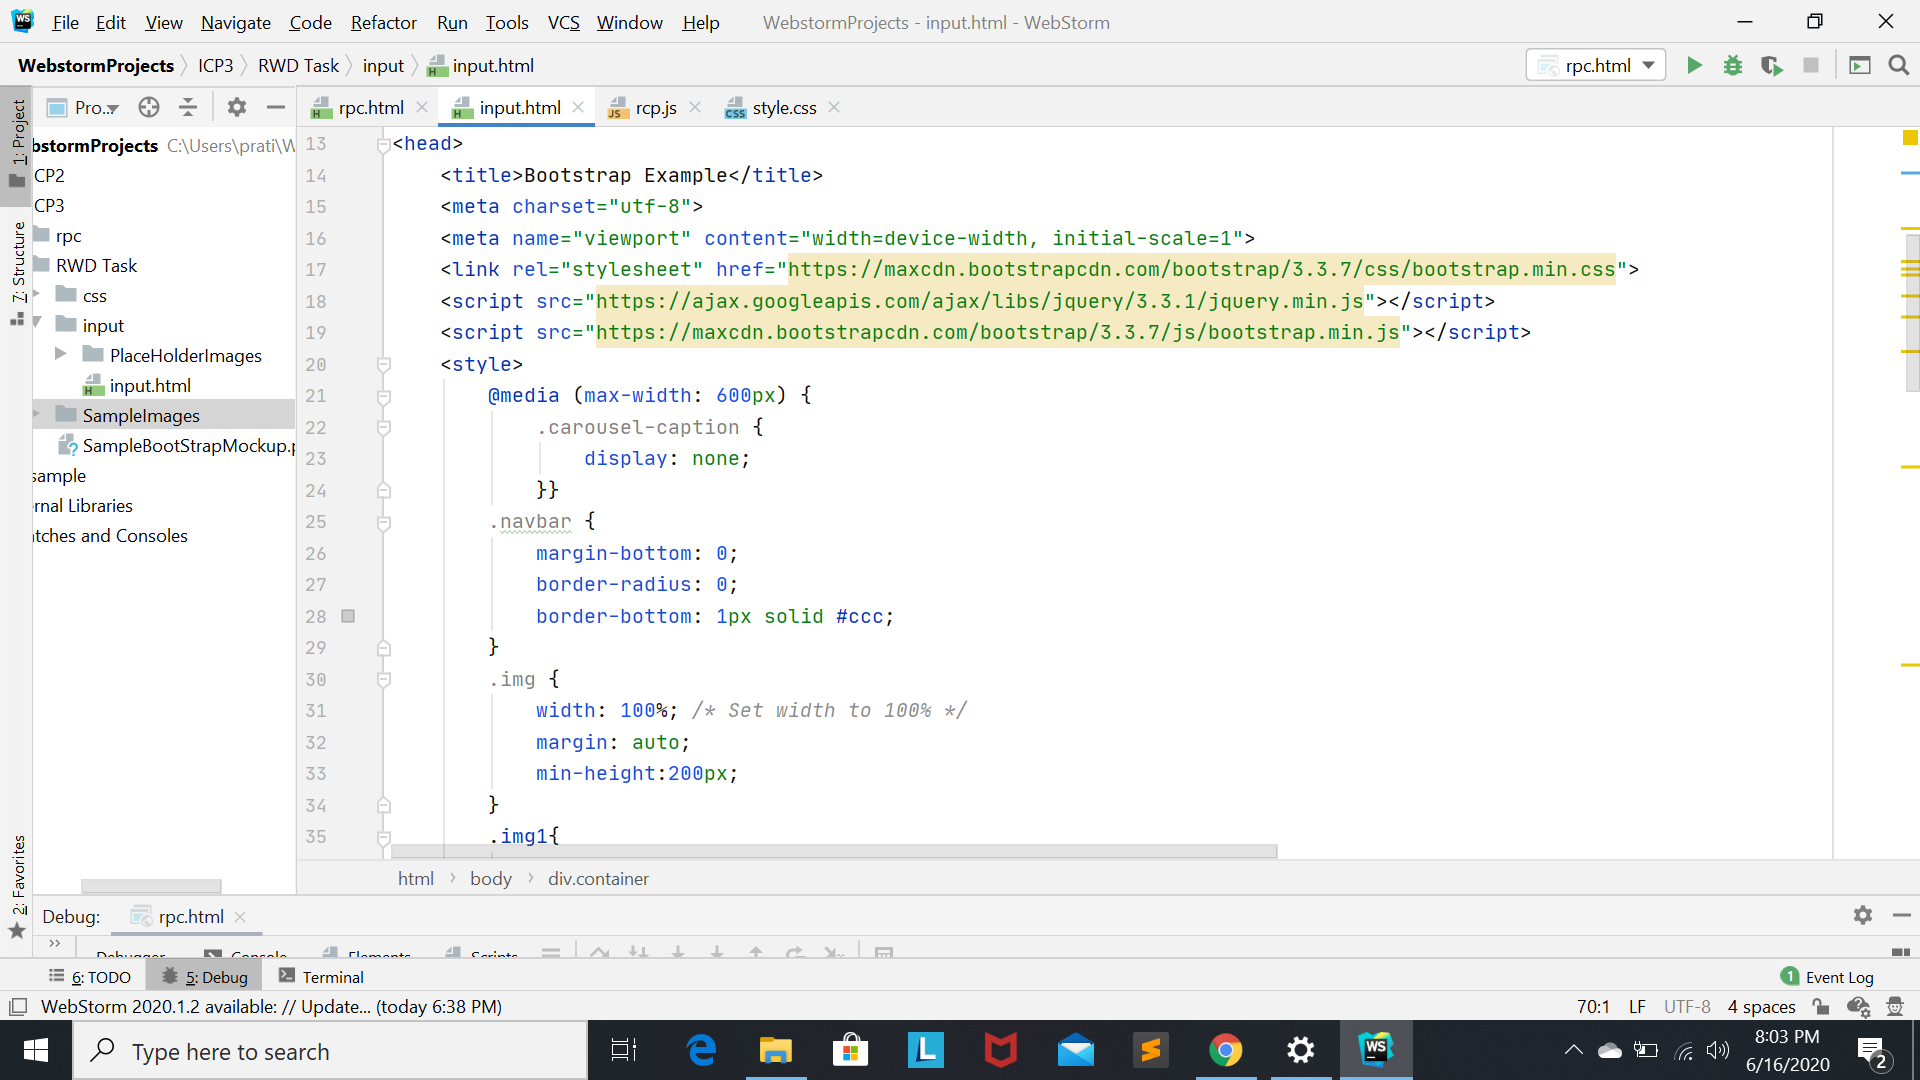 File Edit View Navigate Code Refactor Run Tools VCS Window Help WebstormProjects - input.html - WebStorm
WebstormProjects ICP3 RWD Task input input.html rpc.html
1: Project
7: Structure
2: Favorites
Pro..
rpc.html input.html rcp.js style.css
bstormProjects C:\Users\prati\W
CP2
CP3
rpc
RWD Task
css
input
PlaceHolderImages
input.html
SampleImages
SampleBootStrapMockup.p
sample
ernal Libraries
atches and Consoles
13 <head>
14 <title>Bootstrap Example</title>
15 <meta charset="utf-8">
16 <meta name="viewport" content="width=device-width, initial-scale=1">
17 <link rel="stylesheet" href="https://maxcdn.bootstrapcdn.com/bootstrap/3.3.7/css/bootstrap.min.css">
18 <script src="https://ajax.googleapis.com/ajax/libs/jquery/3.3.1/jquery.min.js"></script>
19 <script src="https://maxcdn.bootstrapcdn.com/bootstrap/3.3.7/js/bootstrap.min.js"></script>
20 <style>
21 @media (max-width: 600px) {
22 .carousel-caption {
23 display: none;
24 }}
25 .navbar {
26 margin-bottom: 0;
27 border-radius: 0;
28 border-bottom: 1px solid #ccc;
29 }
30 .img {
31 width: 100%; /* Set width to 100% */
32 margin: auto;
33 min-height:200px;
34 }
35 .img1{
html body div.container
Debug: rpc.html
Debugger Console Elements Scripts
6: TODO 5: Debug Terminal 1 Event Log
WebStorm 2020.1.2 available: // Update... (today 6:38 PM) 70:1 LF UTF-8 4 spaces
Type here to search
8:03 PM
6/16/2020
2